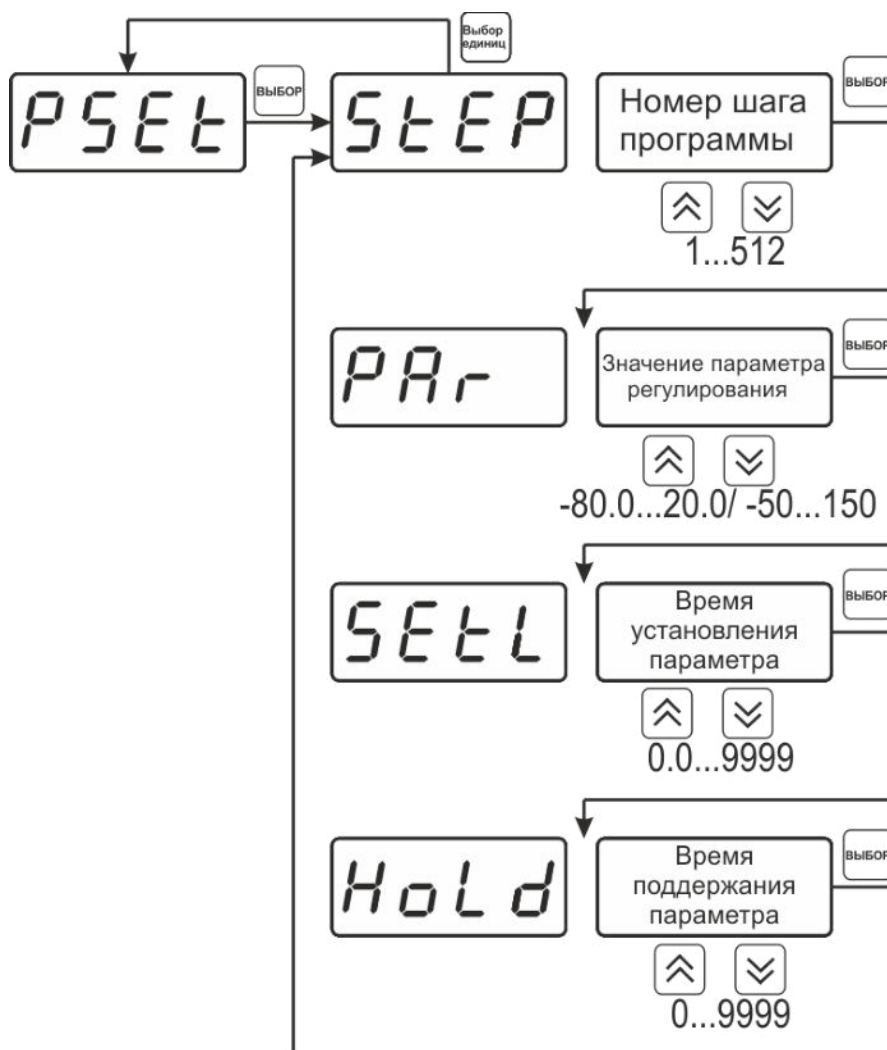 Выбор
единиц
PSEt
ВЫБОР
StEP
Номер шага
программы
ВЫБОР
1...512
PAr
Значение параметра
регулирования
ВЫБОР
-80.0...20.0/ -50...150
SEtL
Время
установления
параметра
ВЫБОР
0.0...9999
HoLd
Время
поддержания
параметра
ВЫБОР
0...9999